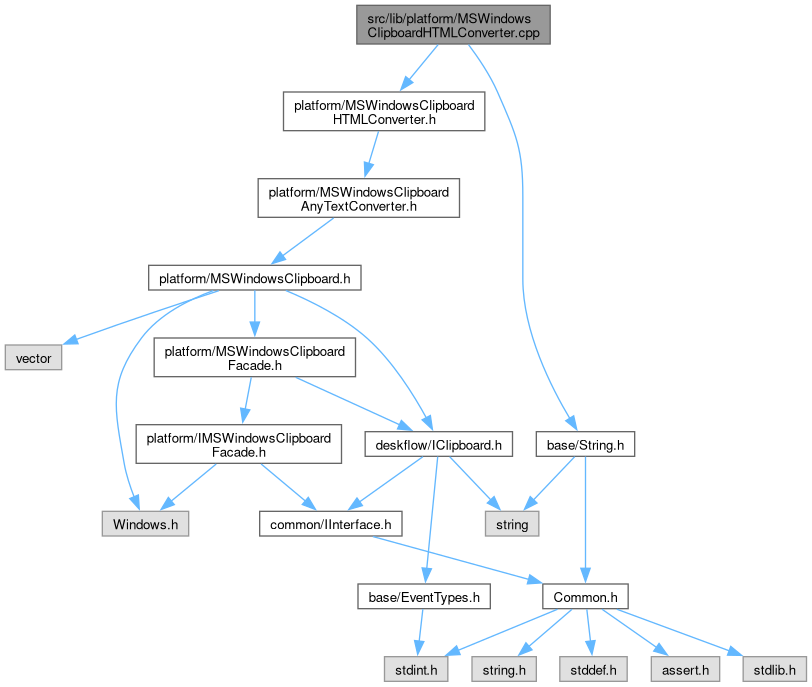 src/lib/platform/MSWindows
ClipboardHTMLConverter.cpp
platform/MSWindowsClipboard
HTMLConverter.h
platform/MSWindowsClipboard
AnyTextConverter.h
platform/MSWindowsClipboard.h
vector
platform/MSWindowsClipboard
Facade.h
platform/IMSWindowsClipboard
Facade.h
deskflow/IClipboard.h
base/String.h
Windows.h
common/IInterface.h
string
base/EventTypes.h
Common.h
stdint.h
string.h
stddef.h
assert.h
stdlib.h